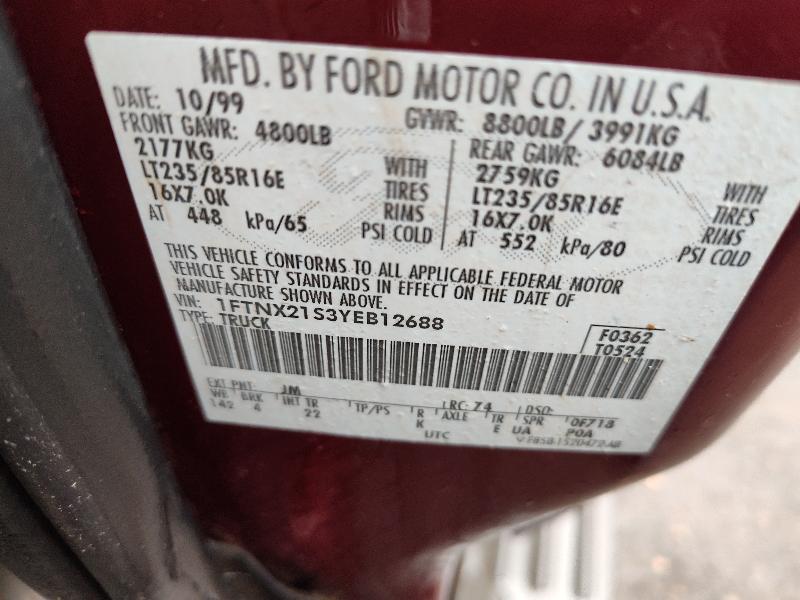 MFD. BY FORD MOTOR CO. IN U.S.A.
DATE: 10/99 GVWR: 8800LB/ 3991KG
FRONT GAWR: 4800LB REAR GAWR: 6084LB
2177KG WITH 2759KG WITH
LT235/85R16E TIRES LT235/85R16E TIRES
16X7.0K RIMS 16X7.0K RIMS
AT 448 kPa/65 PSI COLD AT 552 kPa/80 PSI COLD
THIS VEHICLE CONFORMS TO ALL APPLICABLE FEDERAL MOTOR
VEHICLE SAFETY STANDARDS IN EFFECT ON THE DATE OF
MANUFACTURE SHOWN ABOVE.
VIN: 1FTNX21S3YEB12688
TYPE: TRUCK F0362
T0524
EXT PNT: JM RC: 74 DSO:
WB BRK INT TR TP/PS R AXLE TR SPR 0F718
142 4 22 K E UA POA
UTC